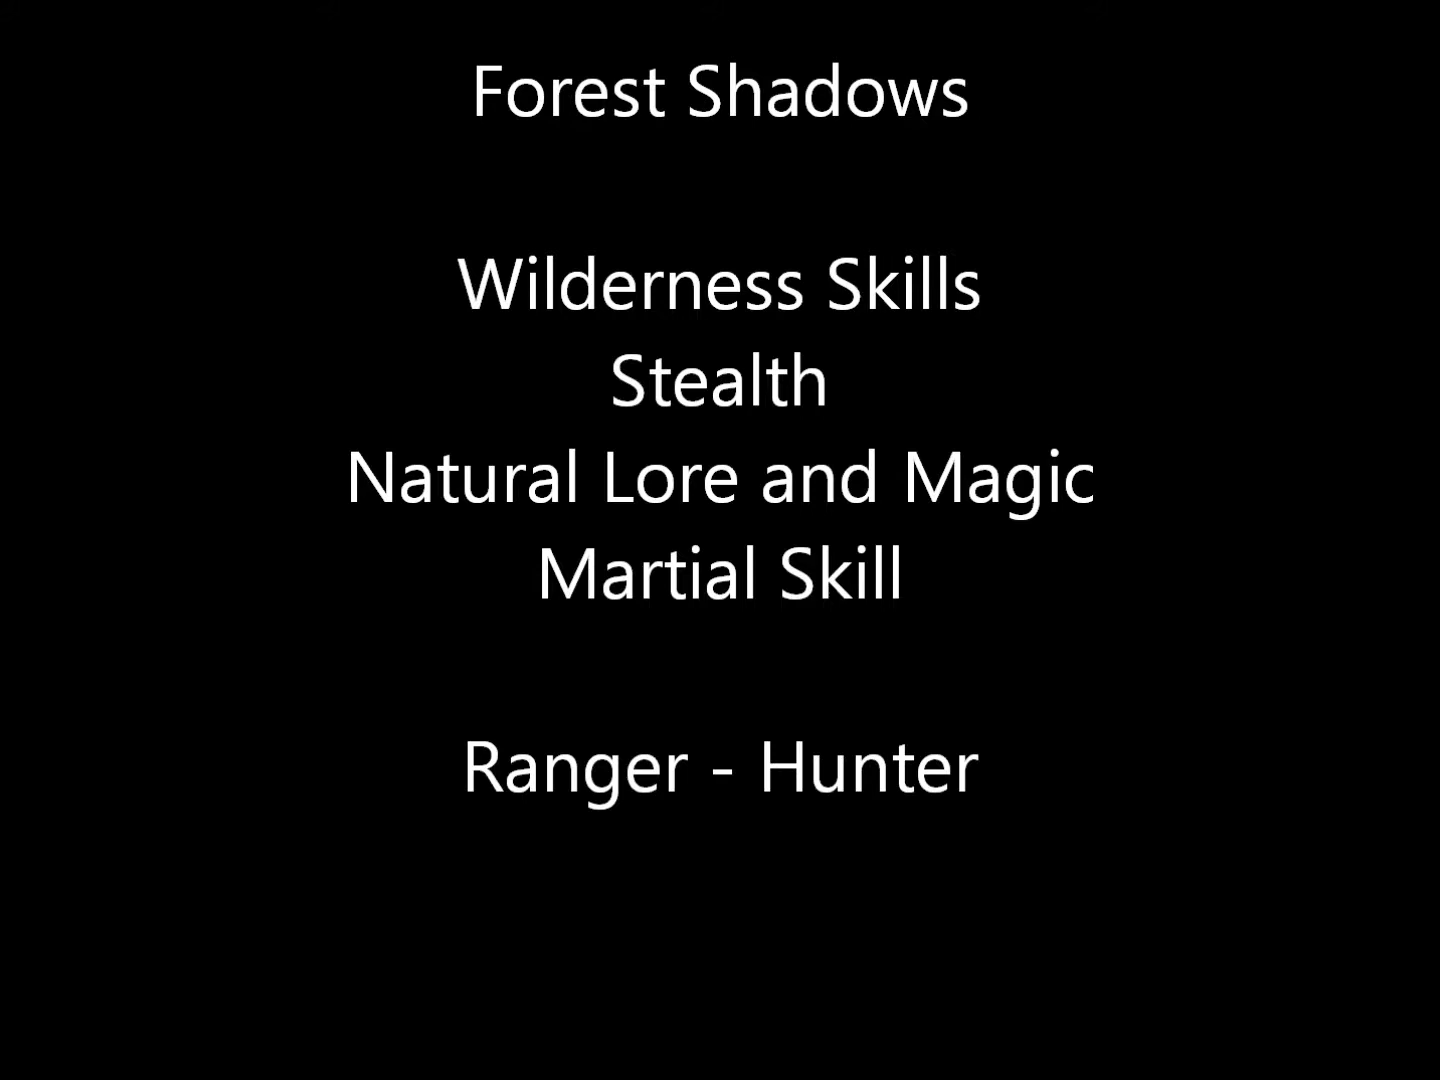 Forest Shadows
Wilderness Skills
Stealth
Natural Lore and Magic
Martial Skill
Ranger - Hunter